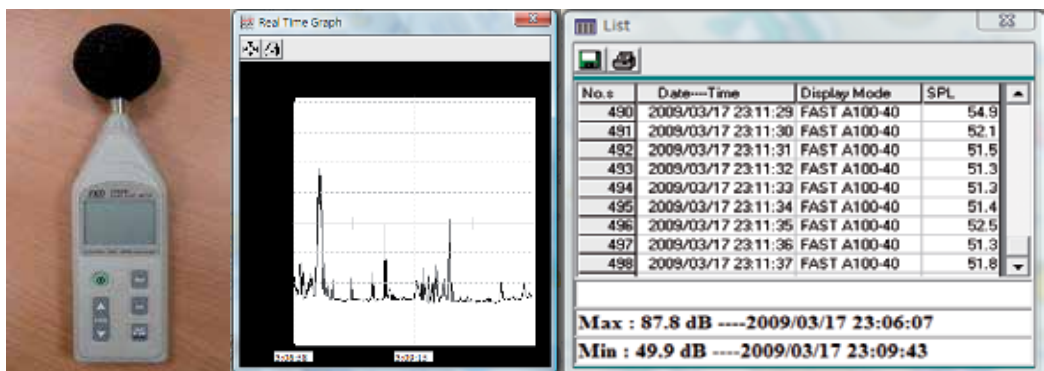 Real Time Graph
List
No.s Date----Time Display Mode SPL
490 2009/03/17 23:11:29 FAST A100-40 54.9
491 2009/03/17 23:11:30 FAST A100-40 52.1
492 2009/03/17 23:11:31 FAST A100-40 51.5
493 2009/03/17 23:11:32 FAST A100-40 51.3
494 2009/03/17 23:11:33 FAST A100-40 51.3
495 2009/03/17 23:11:34 FAST A100-40 51.4
496 2009/03/17 23:11:35 FAST A100-40 52.5
497 2009/03/17 23:11:36 FAST A100-40 51.3
498 2009/03/17 23:11:37 FAST A100-40 51.8
Max : 87.8 dB ----2009/03/17 23:06:07
Min : 49.9 dB ----2009/03/17 23:09:43